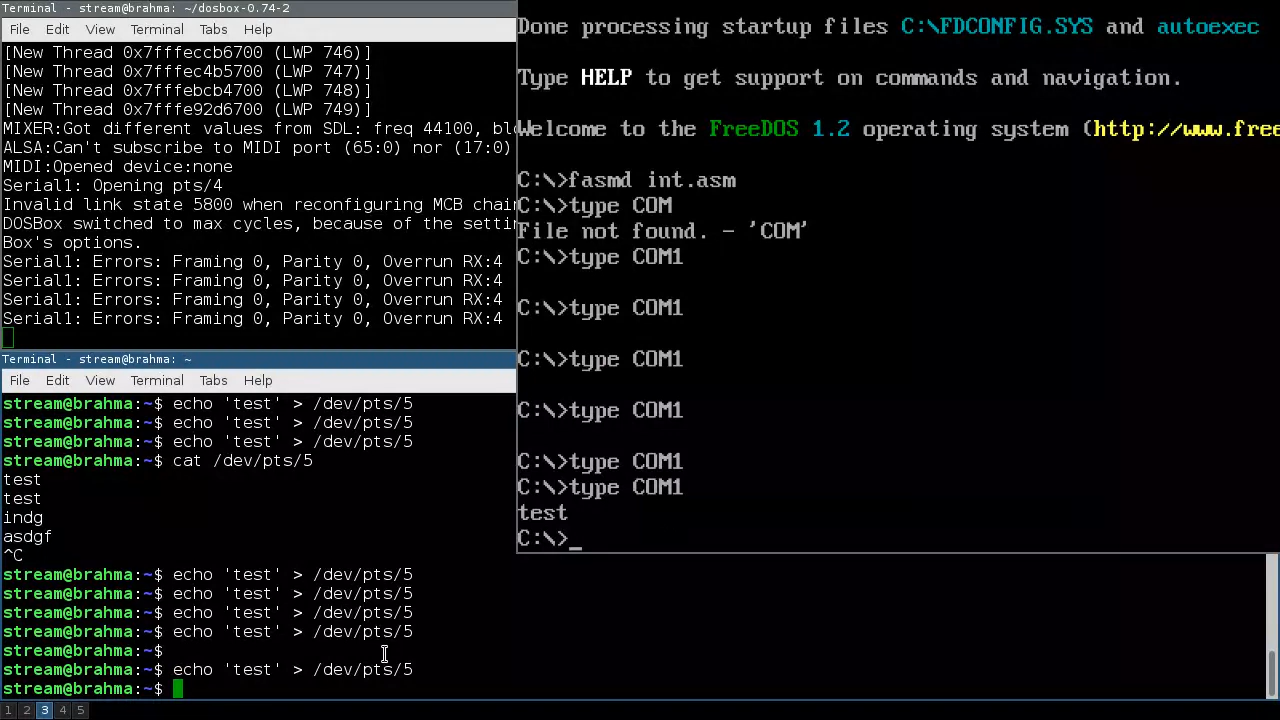 Terminal - stream@brahma: ~/dosbox-0.74-2
File Edit View Terminal Tabs Help
[New Thread 0x7fffeccb6700 (LWP 746)]
[New Thread 0x7fffec4b5700 (LWP 747)]
[New Thread 0x7fffebcb4700 (LWP 748)]
[New Thread 0x7fffe92d6700 (LWP 749)]
MIXER:Got different values from SDL: freq 44100, blo
ALSA:Can't subscribe to MIDI port (65:0) nor (17:0)
MIDI:Opened device:none
Serial1: Opening pts/4
Invalid link state 5800 when reconfiguring MCB chain
DOSBox switched to max cycles, because of the settin
Box's options.
Serial1: Errors: Framing 0, Parity 0, Overrun RX:4
Serial1: Errors: Framing 0, Parity 0, Overrun RX:4
Serial1: Errors: Framing 0, Parity 0, Overrun RX:4
Serial1: Errors: Framing 0, Parity 0, Overrun RX:4
Terminal - stream@brahma: ~
File Edit View Terminal Tabs Help
stream@brahma:~$ echo 'test' > /dev/pts/5
stream@brahma:~$ echo 'test' > /dev/pts/5
stream@brahma:~$ echo 'test' > /dev/pts/5
stream@brahma:~$ cat /dev/pts/5
test
test
indg
asdgf
^C
stream@brahma:~$ echo 'test' > /dev/pts/5
stream@brahma:~$ echo 'test' > /dev/pts/5
stream@brahma:~$ echo 'test' > /dev/pts/5
stream@brahma:~$ echo 'test' > /dev/pts/5
stream@brahma:~$
stream@brahma:~$ echo 'test' > /dev/pts/5
stream@brahma:~$
Done processing startup files C:\FDCONFIG.SYS and autoexec
Type HELP to get support on commands and navigation.
Welcome to the FreeDOS 1.2 operating system (http://www.free
C:\>fasmd int.asm
C:\>type COM
File not found. - 'COM'
C:\>type COM1
C:\>type COM1
C:\>type COM1
C:\>type COM1
C:\>type COM1
C:\>type COM1
test
C:\>_
1 2 3 4 5